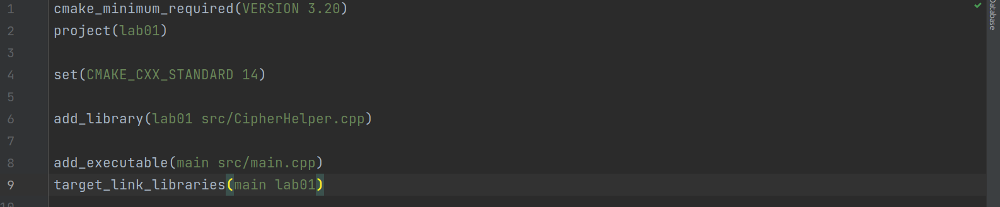 1 cmake_minimum_required(VERSION 3.20)
2 project(lab01)
3
4 set(CMAKE_CXX_STANDARD 14)
5
6 add_library(lab01 src/CipherHelper.cpp)
7
8 add_executable(main src/main.cpp)
9 target_link_libraries(main lab01)
10
Database